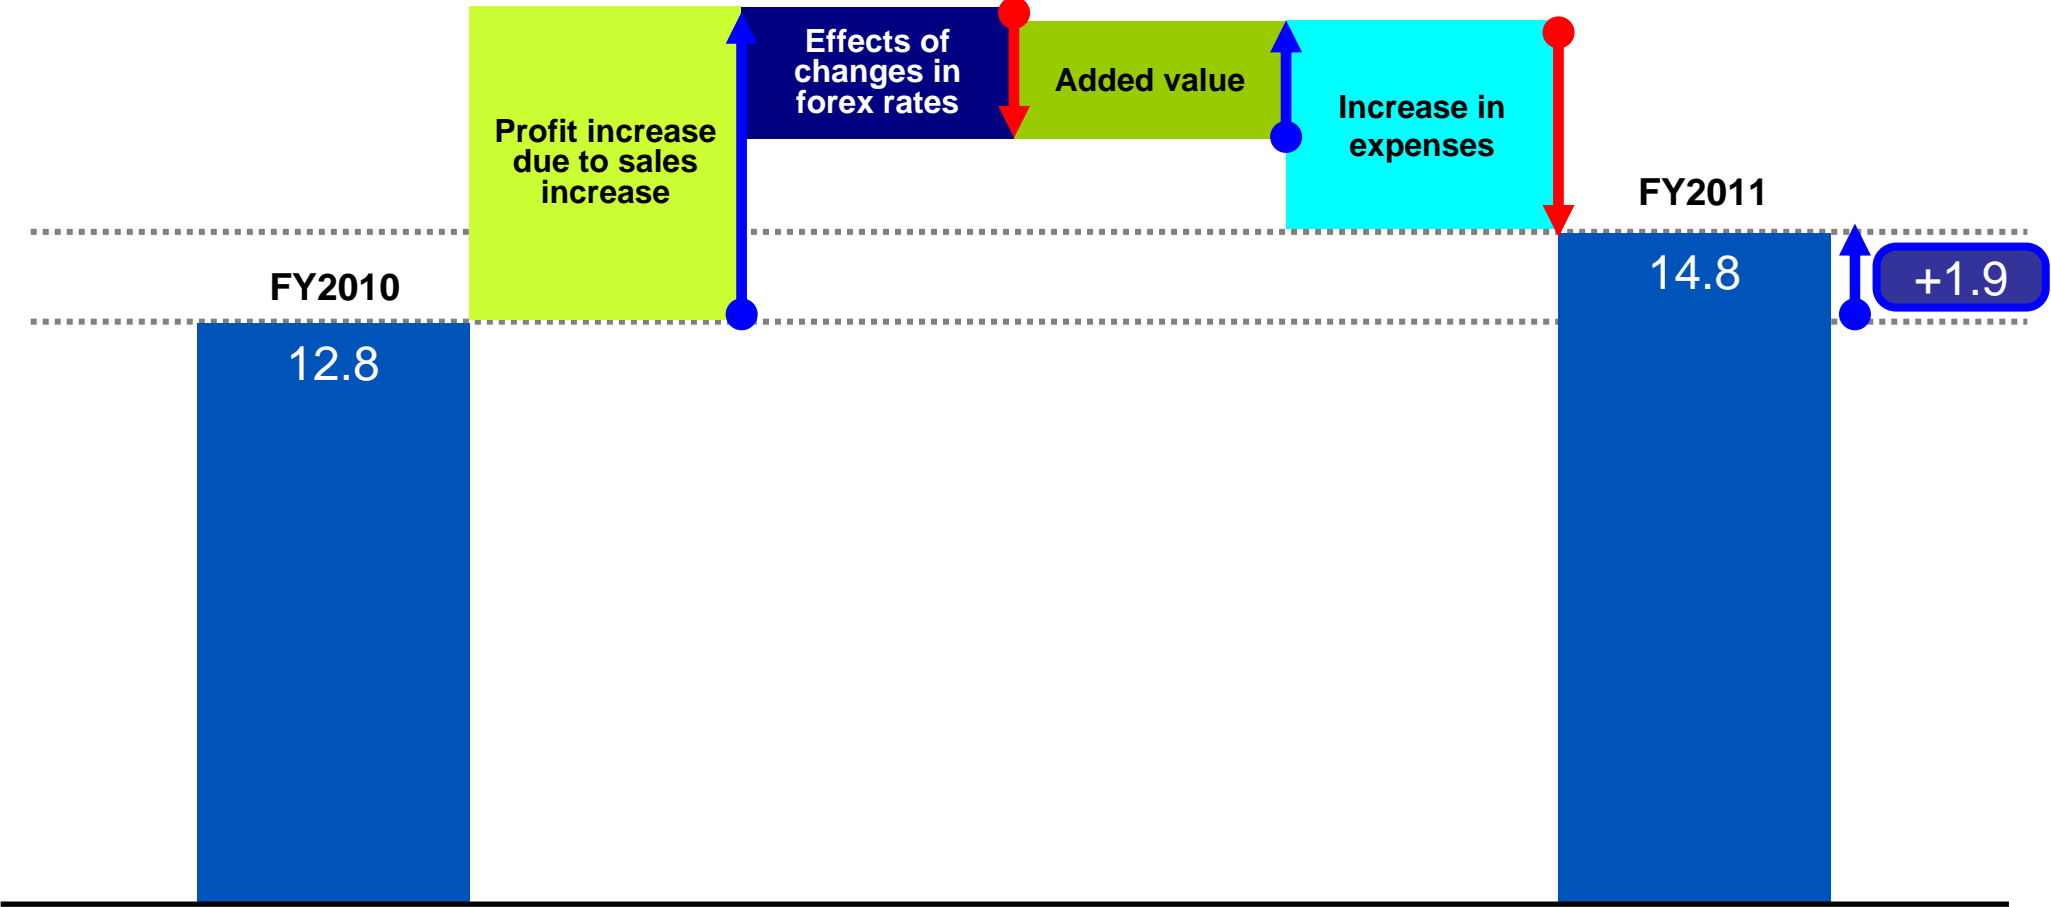 FY2010
12.8
Profit increase
due to sales
increase
Effects of
changes in
forex rates
Added value
Increase in
expenses
FY2011
14.8
+1.9